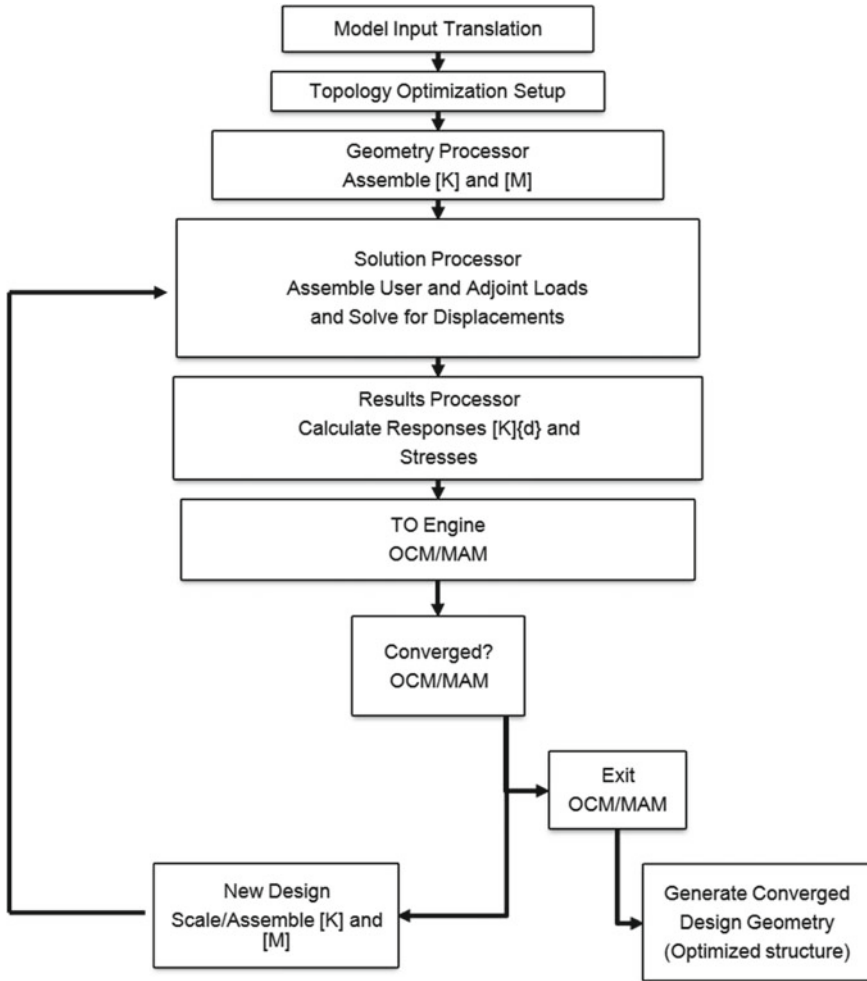 Model Input Translation
Topology Optimization Setup
Geometry Processor
Assemble [K] and [M]
Solution Processor
Assemble User and Adjoint Loads
and Solve for Displacements
Results Processor
Calculate Responses [K]{d} and
Stresses
TO Engine
OCM/MAM
Converged?
OCM/MAM
Exit
OCM/MAM
New Design
Scale/Assemble [K] and
[M]
Generate Converged
Design Geometry
(Optimized structure)